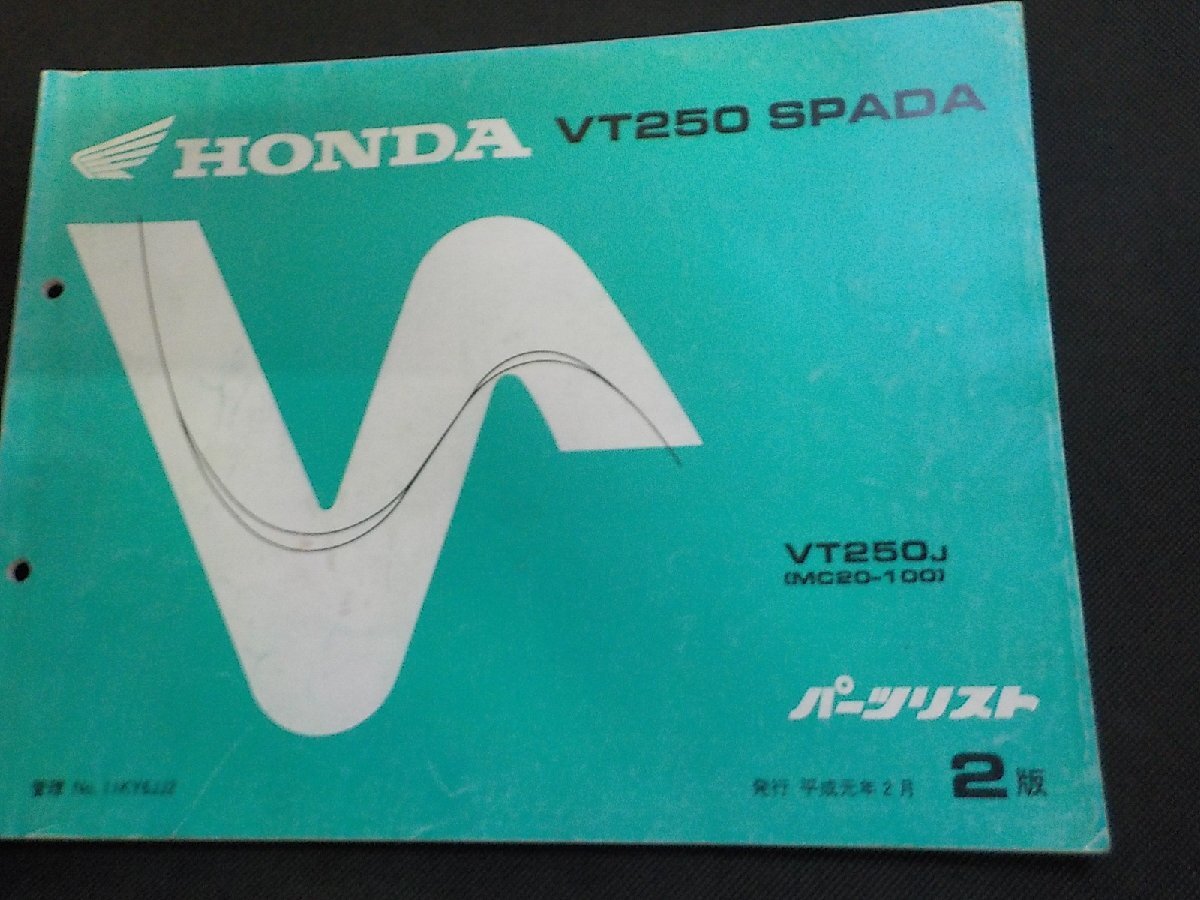 HONDA VT250 SPADA
VT250J
(MC20-100)
パーツリスト
管理 No.
発行 平成元年2月 2版